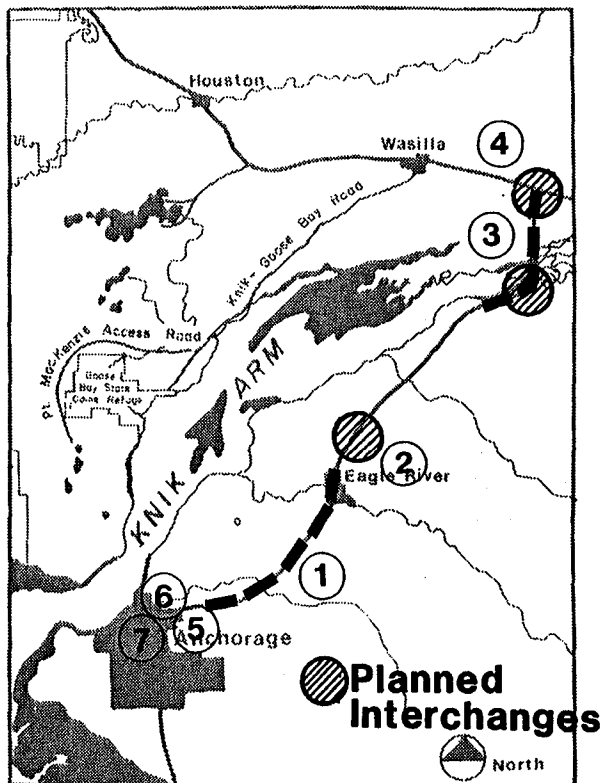 Houston
Wasilla
4
Knik-Goose Bay Road
3
Pt. MacKenzie Access Road
Goose
Bay State
Game Refuge
KNIK ARM
2
Eagle River
1
6
5
7
Anchorage
Planned
Interchanges
North